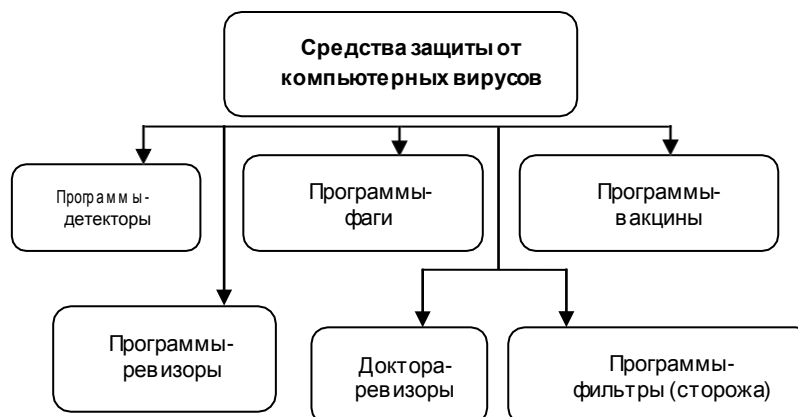 Средства защиты от
компьютерных вирусов
Программы-
детекторы
Программы-
фаги
Программы-
вакцины
Программы-
ревизоры
Доктора-
ревизоры
Программы-
фильтры (сторожа)